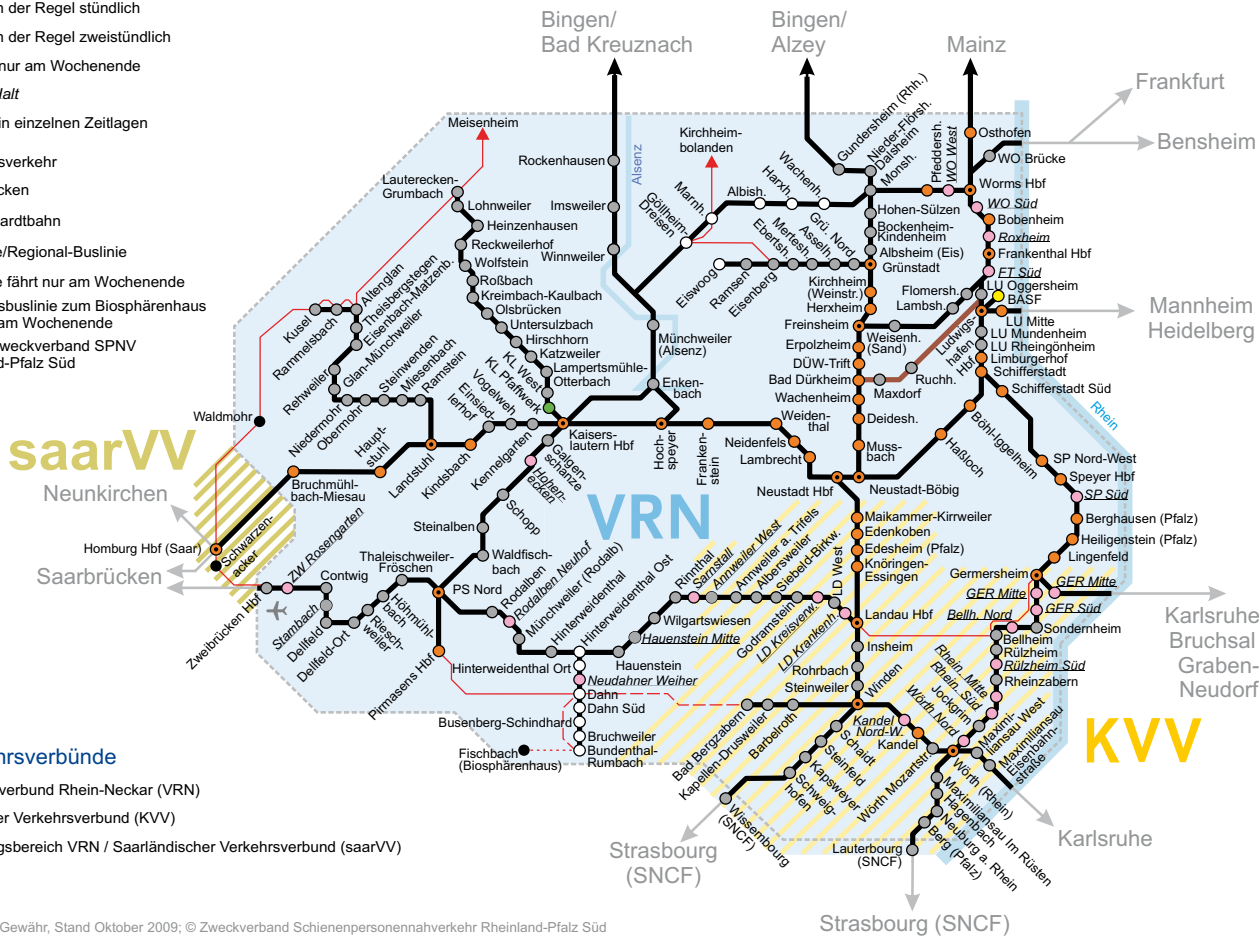 n der Regel stündlich
n der Regel zweistündlich
nur am Wochenende
Halt
in einzelnen Zeitlagen
sverkehr
cken
ardtbahn
e/Regional-Buslinie
e fährt nur am Wochenende
sbuslinie zum Biosphärenhaus
am Wochenende
weckverband SPNV
d-Pfalz Süd
Bingen/
Bad Kreuznach
Bingen/
Alzey
Mainz
Frankfurt
Bensheim
Mannheim
Heidelberg
Karlsruhe
Bruchsal
Graben-
Neudorf
Karlsruhe
Strasbourg (SNCF)
Strasbourg
(SNCF)
Saarbrücken
Neunkirchen
saarVV
VRN
KVV
Alsenz
Rhein
Meisenheim
Kirchheim-
bolanden
Rockenhausen
Imsweiler
Winnweiler
Münchweiler
(Alsenz)
Enken-
bach
Lauterecken-
Grumbach
Lohnweiler
Heinzenhausen
Reckweilerhof
Wolfstein
Roßbach
Kreimbach-Kaulbach
Olsbrücken
Untersulzbach
Hirschhorn
Katzweiler
Lampertsmühle-
Otterbach
KL West
KL Pfaffwerk
Vogelweh
Einsied-
lerhof
Kennelgarten
Kaisers-
lautern Hbf
Kusel
Rammelsbach
Altenglan
Theisbergstegen
Eisenbach-Matzenb.
Glan-Münchweiler
Rehweiler
Niedermohr
Obermohr
Steinwenden
Miesenbach
Ramstein
Landstuhl
Kindsbach
Haupt-
stuhl
Bruchmühl-
bach-Miesau
Waldmohr
Homburg Hbf (Saar)
Schwarzen-
acker
Zweibrücken Hbf
ZW Rosengarten
Contwig
Stambach
Dellfeld
Dellfeld-Ort
Riesch-
weiler
Höhmühl-
bach
Thaleischweiler-
Fröschen
PS Nord
Pirmasens Hbf
Waldfisch-
bach
Steinalben
Schopp
Hohen-
ecken
Galgen-
schanze
Rodalben
Rodalben Neuhof
Münchweiler (Rodalb)
Hinterweidenthal
Hinterweidenthal Ost
Hinterweidenthal Ort
Neudahner Weiher
Dahn
Dahn Süd
Busenberg-Schindhard
Bruchweiler
Bundenthal-
Rumbach
Fischbach
(Biosphärenhaus)
Hauenstein
Hauenstein Mitte
Wilgartswiesen
Rinnthal
Sarnstall
Annweiler West
Annweiler a. Trifels
Albersweiler
Siebeld-Birkw.
Godramstein
LD Kreisverw.
LD Krankenh.
LD West
Landau Hbf
Hoch-
speyer
Franken-
stein
Weiden-
thal
Neidenfels
Lambrecht
Neustadt Hbf
Neustadt-Böbig
Maikammer-Kirrweiler
Edenkoben
Edesheim (Pfalz)
Knöringen-
Essingen
Insheim
Rohrbach
Steinweiler
Winden
Bad Bergzabern
Kapellen-Drusweiler
Barbelroth
Schaidt
Steinfeld
Kapsweyer
Schweig-
hofen
Wissembourg
(SNCF)
Kandel
Nord-W.
Kandel
Wörth Mozartstr.
Wörth (Rhein)
Maximiliansau Im Rüsten
Hagenbach
Neuburg a. Rhein
Berg (Pfalz)
Lauterbourg
(SNCF)
Maximi-
liansau West
Maximiliansau
Eisenbahn-
straße
Wörth Nord
Jockgrim
Rhein. Süd
Rhein. Mitte
Rheinzabern
Rülzheim Süd
Rülzheim
Bellheim
Bellh. Nord
Sondernheim
GER Süd
GER Mitte
GER Mitte
Germersheim
Lingenfeld
Heiligenstein (Pfalz)
Berghausen (Pfalz)
SP Süd
Speyer Hbf
SP Nord-West
Schifferstadt Süd
Schifferstadt
Limburgerhof
LU Rheingönheim
LU Mundenheim
LU Mitte
BASF
LU Oggersheim
Ludwigs-
hafen
Hbf
Böhl-Iggelheim
Haßloch
Muss-
bach
Deidesh.
Wachenheim
Bad Dürkheim
DÜW-Trift
Erpolzheim
Freinsheim
Herxheim
Kirchheim
(Weinstr.)
Grünstadt
Maxdorf
Ruchh.
Weisenh.
(Sand)
Lambsh.
Flomersh.
FT Süd
Frankenthal Hbf
Roxheim
Bobenheim
WO Süd
Worms Hbf
WO Brücke
Osthofen
WO West
Pfeddersh.
Monsh.
Nieder-Flörsh.
Dalsheim
Gundersheim (Rhh.)
Hohen-Sülzen
Bockenheim-
Kindenheim
Albsheim (Eis)
Wachenh.
Harxh.
Albish.
Marnh.
Göllheim-
Dreisen
Eiswoog
Ramsen
Eisenberg
Ebertsh.
Mertesh.
Asselh.
Grü. Nord
hrsverbünde
verbund Rhein-Neckar (VRN)
er Verkehrsverbund (KVV)
gsbereich VRN / Saarländischer Verkehrsverbund (saarVV)
Gewähr, Stand Oktober 2009; © Zweckverband Schienenpersonennahverkehr Rheinland-Pfalz Süd